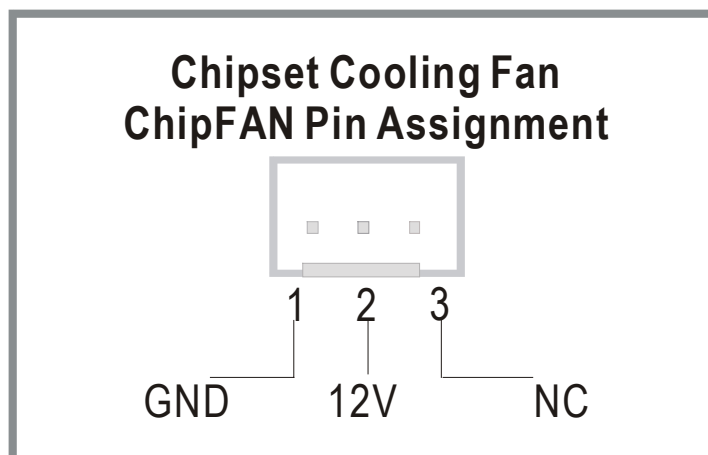 Chipset Cooling Fan
ChipFAN Pin Assignment
1 2 3
GND 12V NC